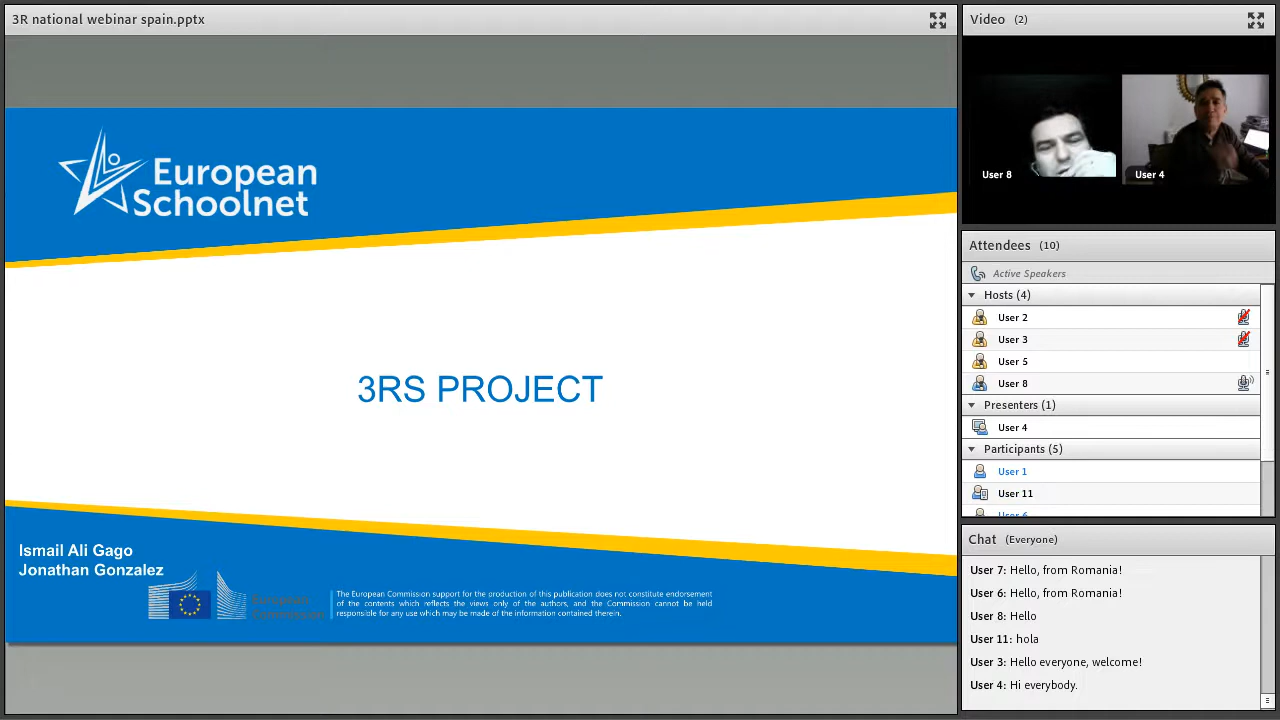 3R national webinar spain.pptx
European
Schoolnet
3RS PROJECT
Ismail Ali Gago
Jonathan Gonzalez
European
Commission
The European Commission support for the production of this publication does not constitute endorsement
of the contents which reflects the views only of the authors, and the Commission cannot be held
responsible for any use which may be made of the information contained therein.
Video (2)
User 8
User 4
Attendees (10)
Active Speakers
Hosts (4)
User 2
User 3
User 5
User 8
Presenters (1)
User 4
Participants (5)
User 1
User 11
User 6
Chat (Everyone)
User 7: Hello, from Romania!
User 6: Hello, from Romania!
User 8: Hello
User 11: hola
User 3: Hello everyone, welcome!
User 4: Hi everybody.